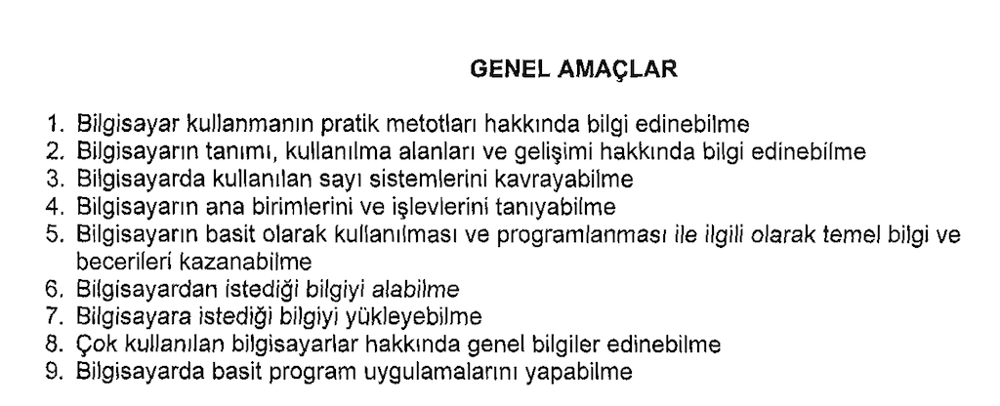 GENEL AMAÇLAR
1. Bilgisayar kullanmanın pratik metotları hakkında bilgi edinebilme
2. Bilgisayarın tanımı, kullanılma alanları ve gelişimi hakkında bilgi edinebilme
3. Bilgisayarda kullanılan sayı sistemlerini kavrayabilme
4. Bilgisayarın ana birimlerini ve işlevlerini tanıyabilme
5. Bilgisayarın basit olarak kullanılması ve programlanması ile ilgili olarak temel bilgi ve
becerileri kazanabilme
6. Bilgisayardan istediği bilgiyi alabilme
7. Bilgisayara istediği bilgiyi yükleyebilme
8. Çok kullanılan bilgisayarlar hakkında genel bilgiler edinebilme
9. Bilgisayarda basit program uygulamalarını yapabilme